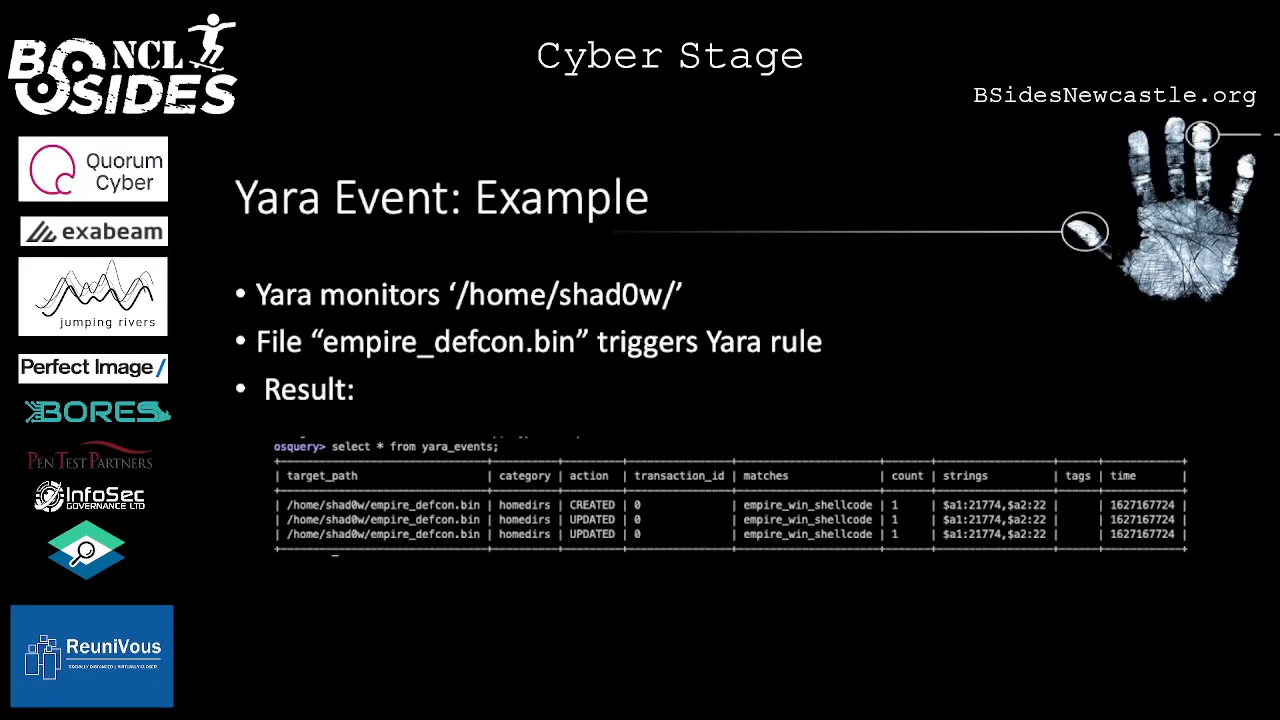 BSIDES NCL
Cyber Stage
BSidesNewcastle.org
Quorum
Cyber
exabeam
jumping rivers
Perfect Image/
BORES
PEN TEST PARTNERS
InfoSec
GOVERNANCE LTD
ReuniVous
SOCIALLY DISTANCED | VIRTUALLY CLOSER
Yara Event: Example
• Yara monitors ‘/home/shad0w/’
• File “empire_defcon.bin” triggers Yara rule
• Result:
osquery> select * from yara_events;
| target_path | category | action | transaction_id | matches | count | strings | tags | time |
| /home/shad0w/empire_defcon.bin | homedirs | CREATED | 0 | empire_win_shellcode | 1 | $a1:21774,$a2:22 | | 1627167724 |
| /home/shad0w/empire_defcon.bin | homedirs | UPDATED | 0 | empire_win_shellcode | 1 | $a1:21774,$a2:22 | | 1627167724 |
| /home/shad0w/empire_defcon.bin | homedirs | UPDATED | 0 | empire_win_shellcode | 1 | $a1:21774,$a2:22 | | 1627167724 |